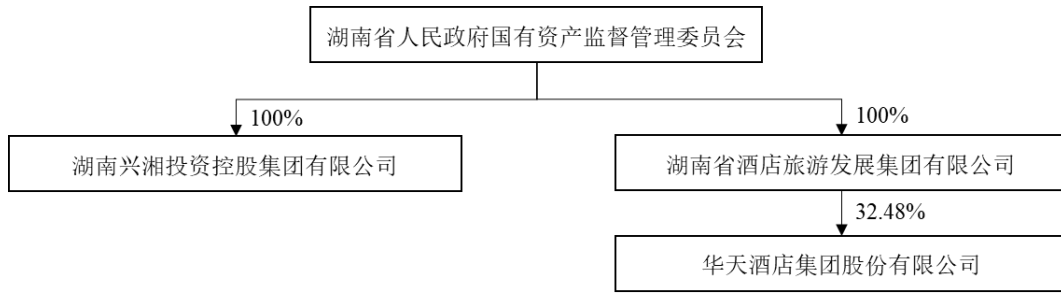 湖南省人民政府国有资产监督管理委员会
100%
100%
湖南兴湘投资控股集团有限公司
湖南省酒店旅游发展集团有限公司
32.48%
华天酒店集团股份有限公司